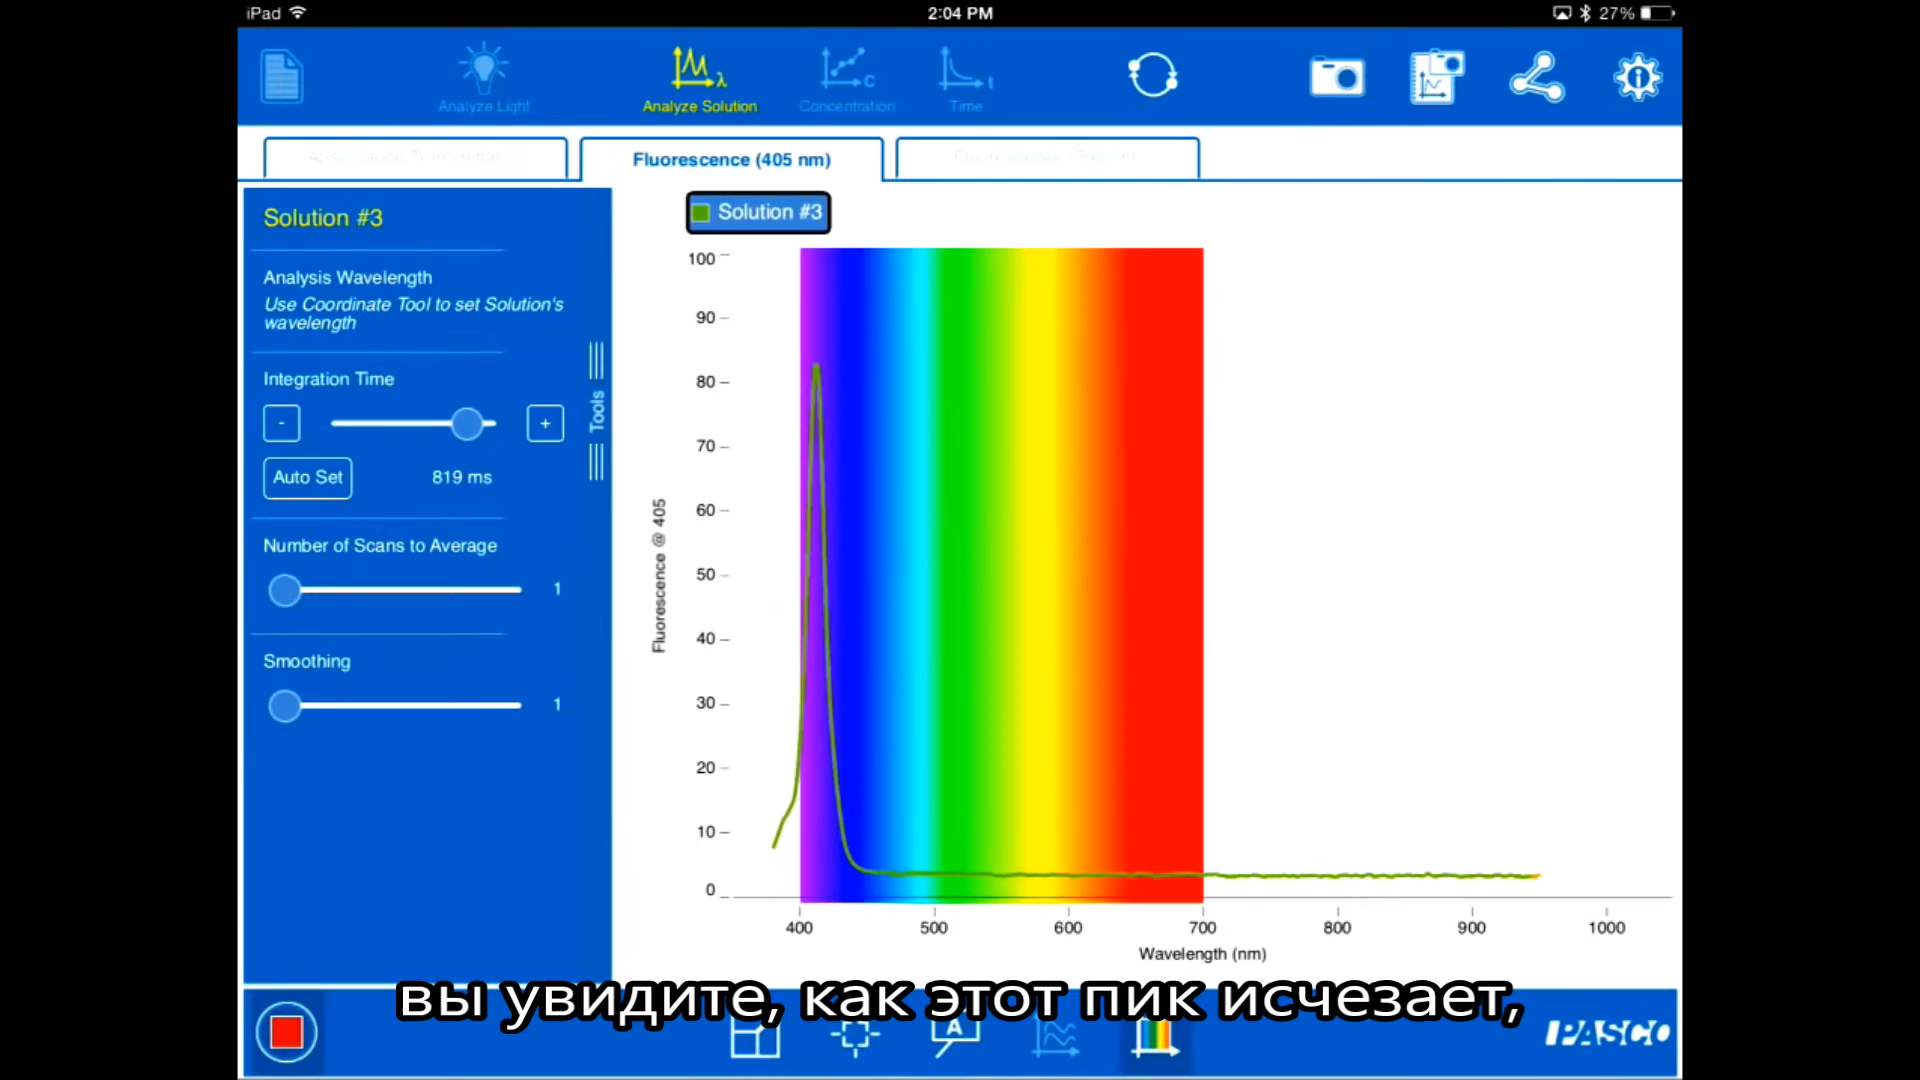 iPad
2:04 PM
27%
Analyze Light
Analyze Solution
C
Concentration
t
Time
λ
Fluorescence (405 nm)
Solution #3
Analysis Wavelength
Use Coordinate Tool to set Solution's
wavelength
Integration Time
-
+
Auto Set
819 ms
Number of Scans to Average
1
Smoothing
1
Tools
Solution #3
100
90
80
70
60
50
40
30
20
10
0
Fluorescence @ 405
400
500
600
700
800
900
1000
Wavelength (nm)
вы увидите, как этот пик исчезает,
A
PASCO